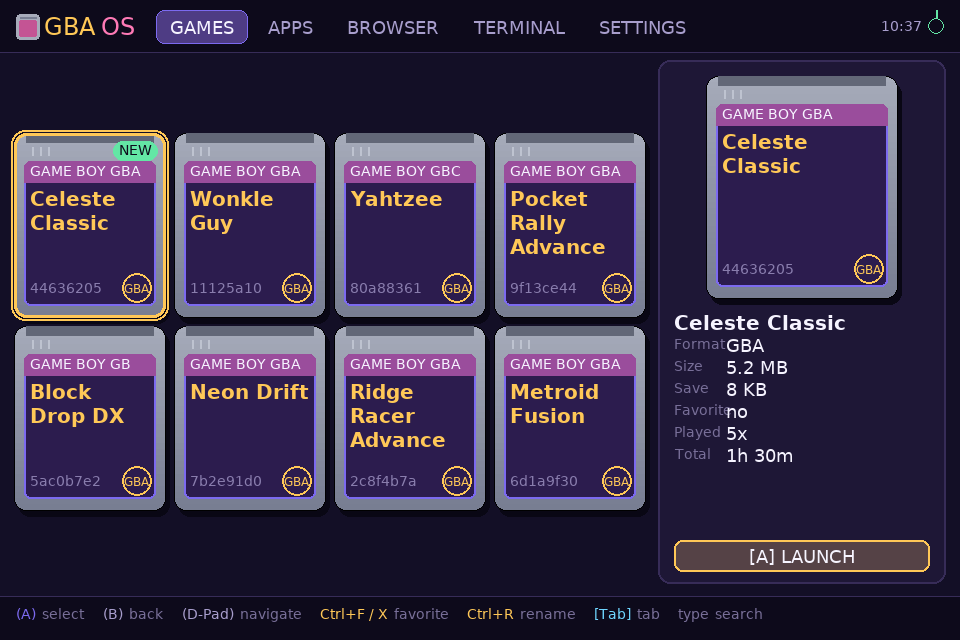 GBA OS GAMES APPS BROWSER TERMINAL SETTINGS 10:37
NEW
GAME BOY GBA
Celeste
Classic
44636205 GBA
GAME BOY GBA
Wonkle
Guy
11125a10 GBA
GAME BOY GBC
Yahtzee
80a88361 GBA
GAME BOY GBA
Pocket
Rally
Advance
9f13ce44 GBA
GAME BOY GB
Block
Drop DX
5ac0b7e2 GBA
GAME BOY GBA
Neon Drift
7b2e91d0 GBA
GAME BOY GBA
Ridge
Racer
Advance
2c8f4b7a GBA
GAME BOY GBA
Metroid
Fusion
6d1a9f30 GBA
GAME BOY GBA
Celeste
Classic
44636205 GBA
Celeste Classic
Format GBA
Size 5.2 MB
Save 8 KB
Favorite no
Played 5x
Total 1h 30m
[A] LAUNCH
(A) select (B) back (D-Pad) navigate Ctrl+F / X favorite Ctrl+R rename [Tab] tab type search